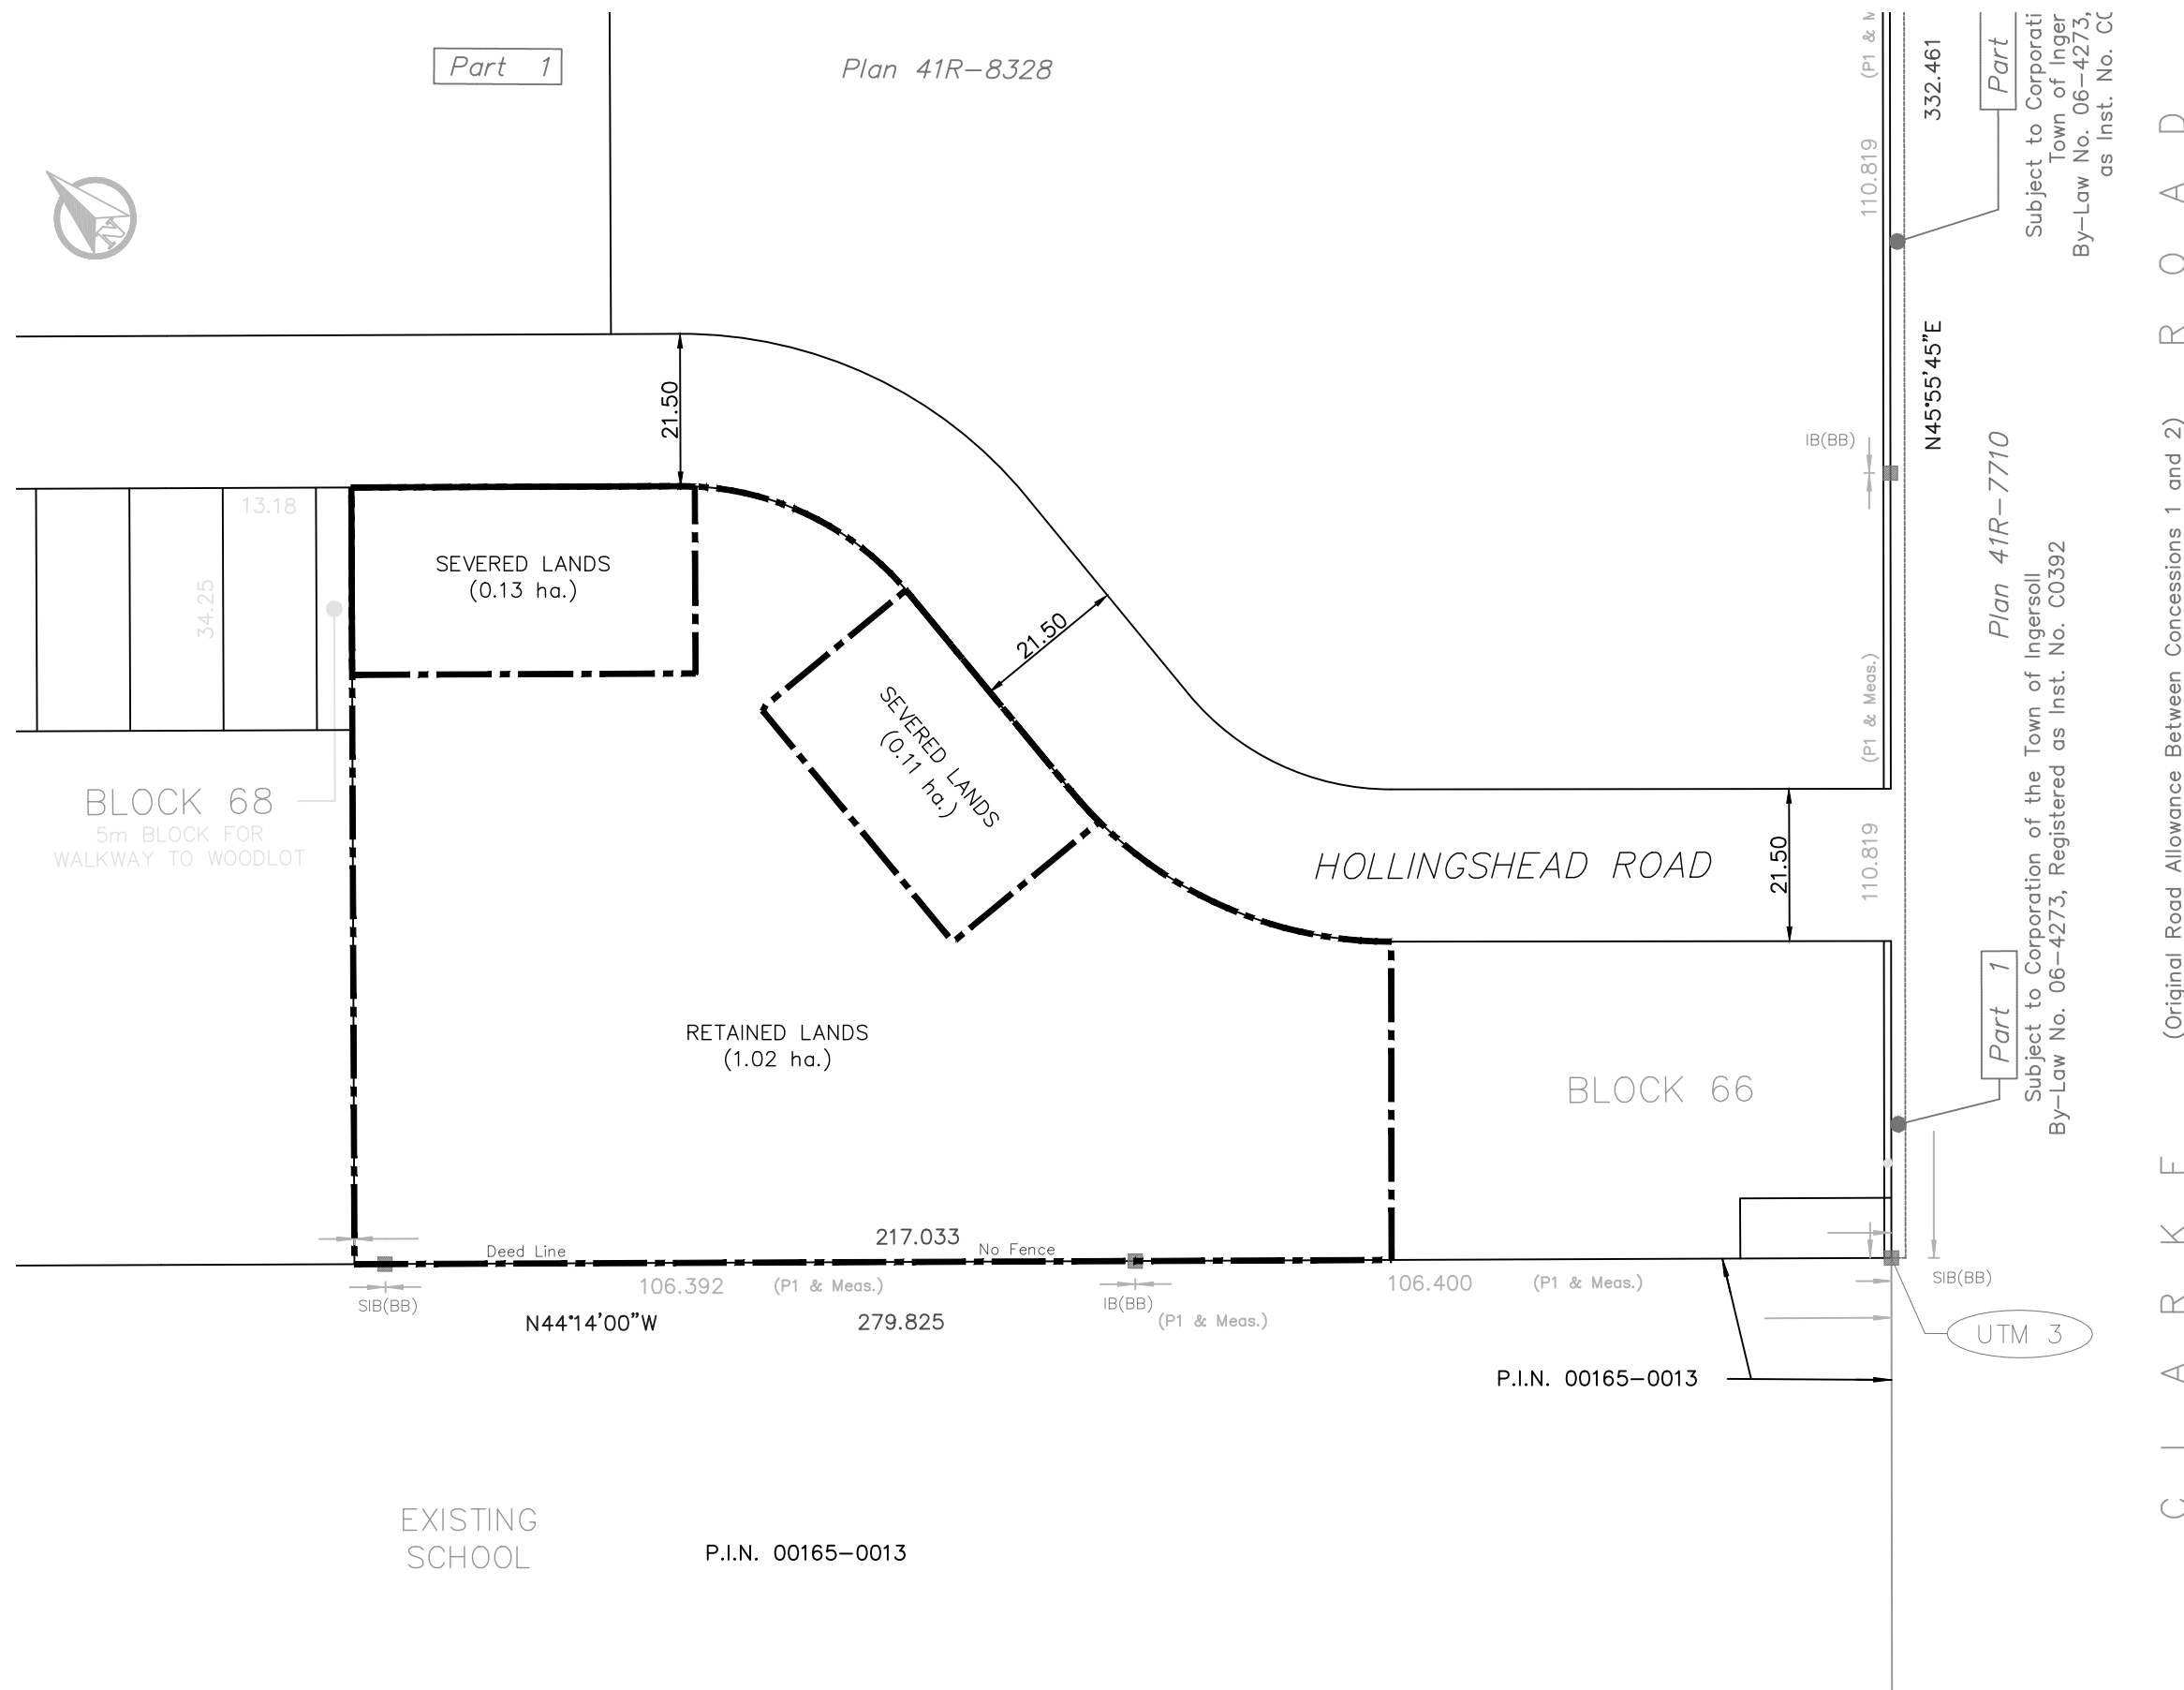 Part 1
Plan 41R-8328
(P1 & M
332.461
Part
Subject to Corporati
Town of Inger
By-Law No. 06-4273,
as Inst. No. CO
110.819
N
21.50
IB(BB)
N45°55'45"E
13.18
34.25
SEVERED LANDS
(0.13 ha.)
21.50
SEVERED LANDS
(0.11 ha.)
(P1 & Meas.)
Plan 41R-7710
BLOCK 68
5m BLOCK FOR
WALKWAY TO WOODLOT
HOLLINGSHEAD ROAD
21.50
110.819
Part 1
Subject to Corporation of the Town of Ingersoll
By-Law No. 06-4273, Registered as Inst. No. C0392
CLARKE ROAD
(Original Road Allowance Between Concessions 1 and 2)
RETAINED LANDS
(1.02 ha.)
BLOCK 66
217.033
Deed Line
No Fence
106.392 (P1 & Meas.)
106.400 (P1 & Meas.)
SIB(BB)
IB(BB)
SIB(BB)
N44°14'00"W
279.825
(P1 & Meas.)
UTM 3
P.I.N. 00165-0013
EXISTING
SCHOOL
P.I.N. 00165-0013